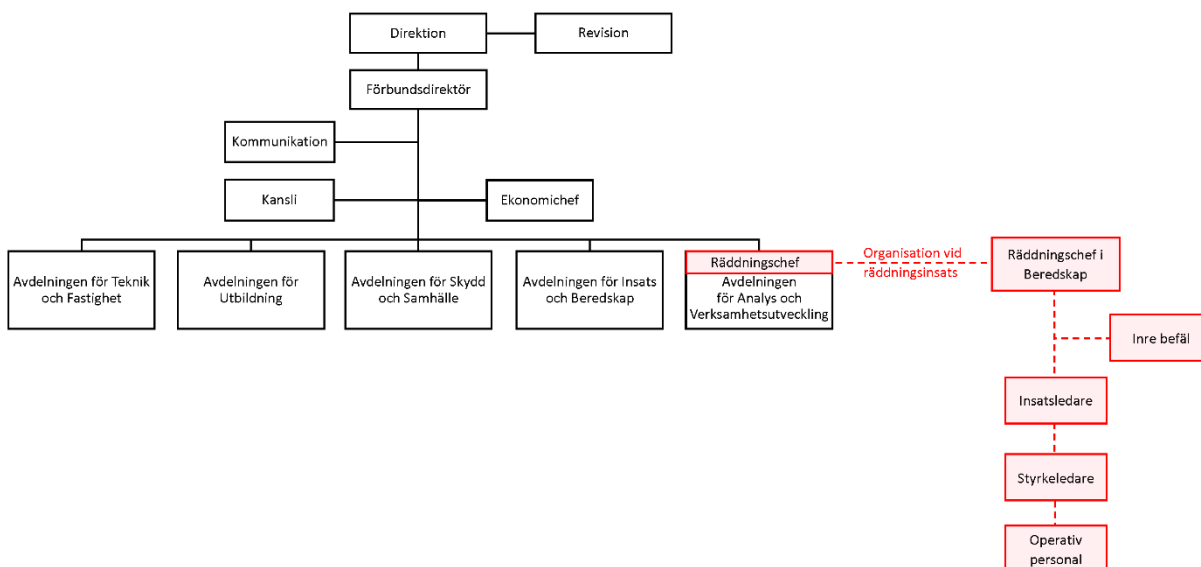 Direktion
Revision
Förbundsdirektör
Kommunikation
Kansli
Ekonomichef
Avdelningen för Teknik
och Fastighet
Avdelningen för
Utbildning
Avdelningen för Skydd
och Samhälle
Avdelningen för Insats
och Beredskap
Räddningschef
Avdelningen
för Analys och
Verksamhetsutveckling
Organisation vid
räddningsinsats
Räddningschef i
Beredskap
Inre befäl
Insatsledare
Styrkeledare
Operativ
personal